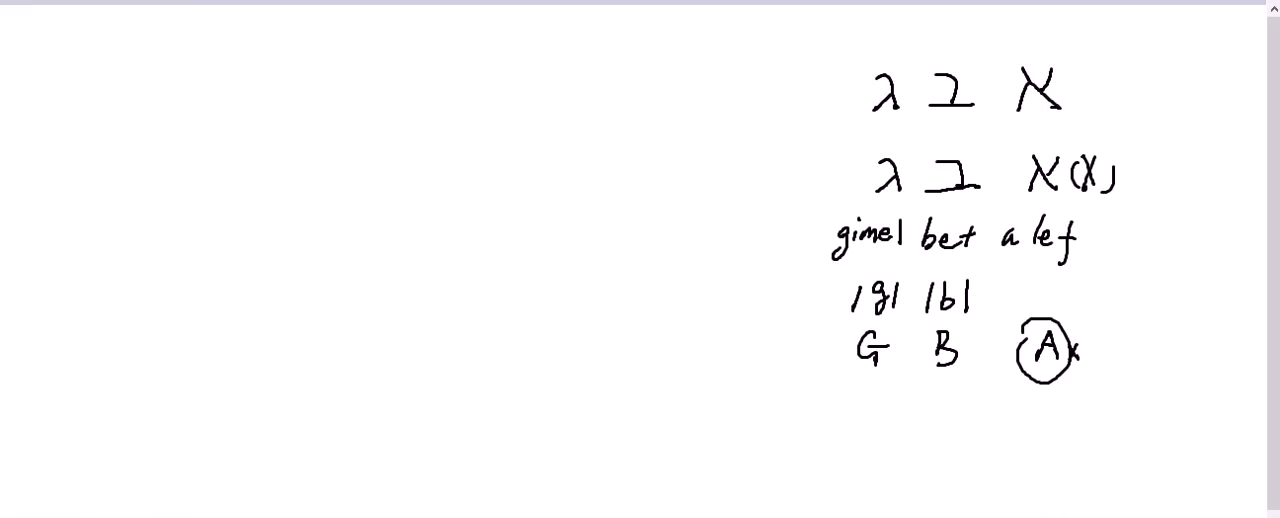 א ב ג
א(X) ב ג
gimel bet alef
/g/ /b/
G B A x